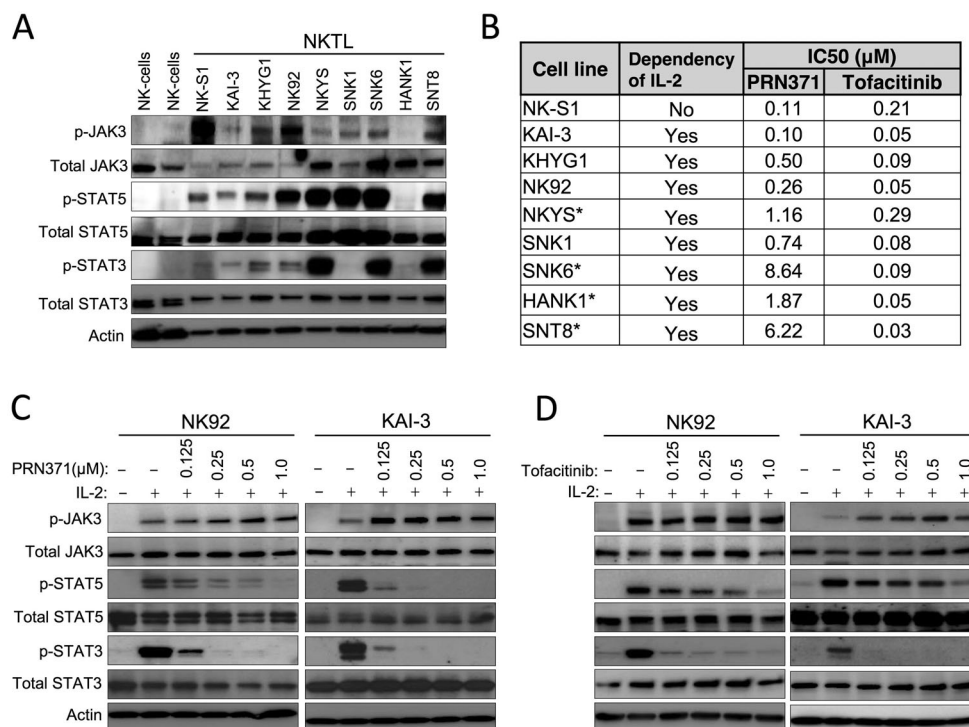 A
NKTL
NK-cells NK-cells NK-S1 KAI-3 KHYG1 NK92 NKYS SNK1 SNK6 HANK1 SNT8
p-JAK3
Total JAK3
p-STAT5
Total STAT5
p-STAT3
Total STAT3
Actin
B
Cell line Dependency of IL-2 IC50 (µM)
PRN371 Tofacitinib
NK-S1 No 0.11 0.21
KAI-3 Yes 0.10 0.05
KHYG1 Yes 0.50 0.09
NK92 Yes 0.26 0.05
NKYS* Yes 1.16 0.29
SNK1 Yes 0.74 0.08
SNK6* Yes 8.64 0.09
HANK1* Yes 1.87 0.05
SNT8* Yes 6.22 0.03
C
NK92 KAI-3
PRN371(µM): – – 0.125 0.25 0.5 1.0 – – 0.125 0.25 0.5 1.0
IL-2: – + + + + + – + + + + +
p-JAK3
Total JAK3
p-STAT5
Total STAT5
p-STAT3
Total STAT3
Actin
D
NK92 KAI-3
Tofacitinib: – – 0.125 0.25 0.5 1.0 – – 0.125 0.25 0.5 1.0
IL-2: – + + + + + – + + + + +